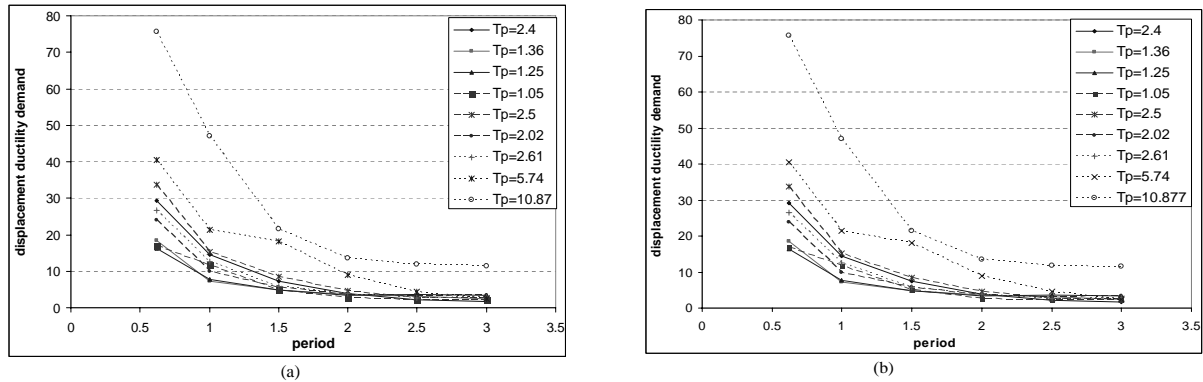 displacement ductility demand
80
70
60
50
40
30
20
10
0
0 0.5 1 1.5 2 2.5 3 3.5
period
Tp=2.4
Tp=1.36
Tp=1.25
Tp=1.05
Tp=2.5
Tp=2.02
Tp=2.61
Tp=5.74
Tp=10.87
(a)
displacement ductility demand
80
70
60
50
40
30
20
10
0
0 0.5 1 1.5 2 2.5 3 3.5
period
Tp=2.4
Tp=1.36
Tp=1.25
Tp=1.05
Tp=2.5
Tp=2.02
Tp=2.61
Tp=5.74
Tp=10.877
(b)